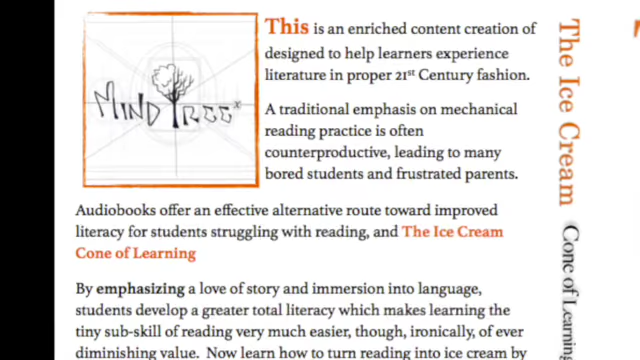 MIND TREE
This is an enriched content creation of
designed to help learners experience
literature in proper 21st Century fashion.
A traditional emphasis on mechanical
reading practice is often
counterproductive, leading to many
bored students and frustrated parents.
Audiobooks offer an effective alternative route toward improved
literacy for students struggling with reading, and The Ice Cream
Cone of Learning
By emphasizing a love of story and immersion into language,
students develop a greater total literacy which makes learning the
tiny sub-skill of reading very much easier, though, ironically, of ever
diminishing value. Now learn how to turn reading into ice cream by
The Ice Cream
Cone of Learning